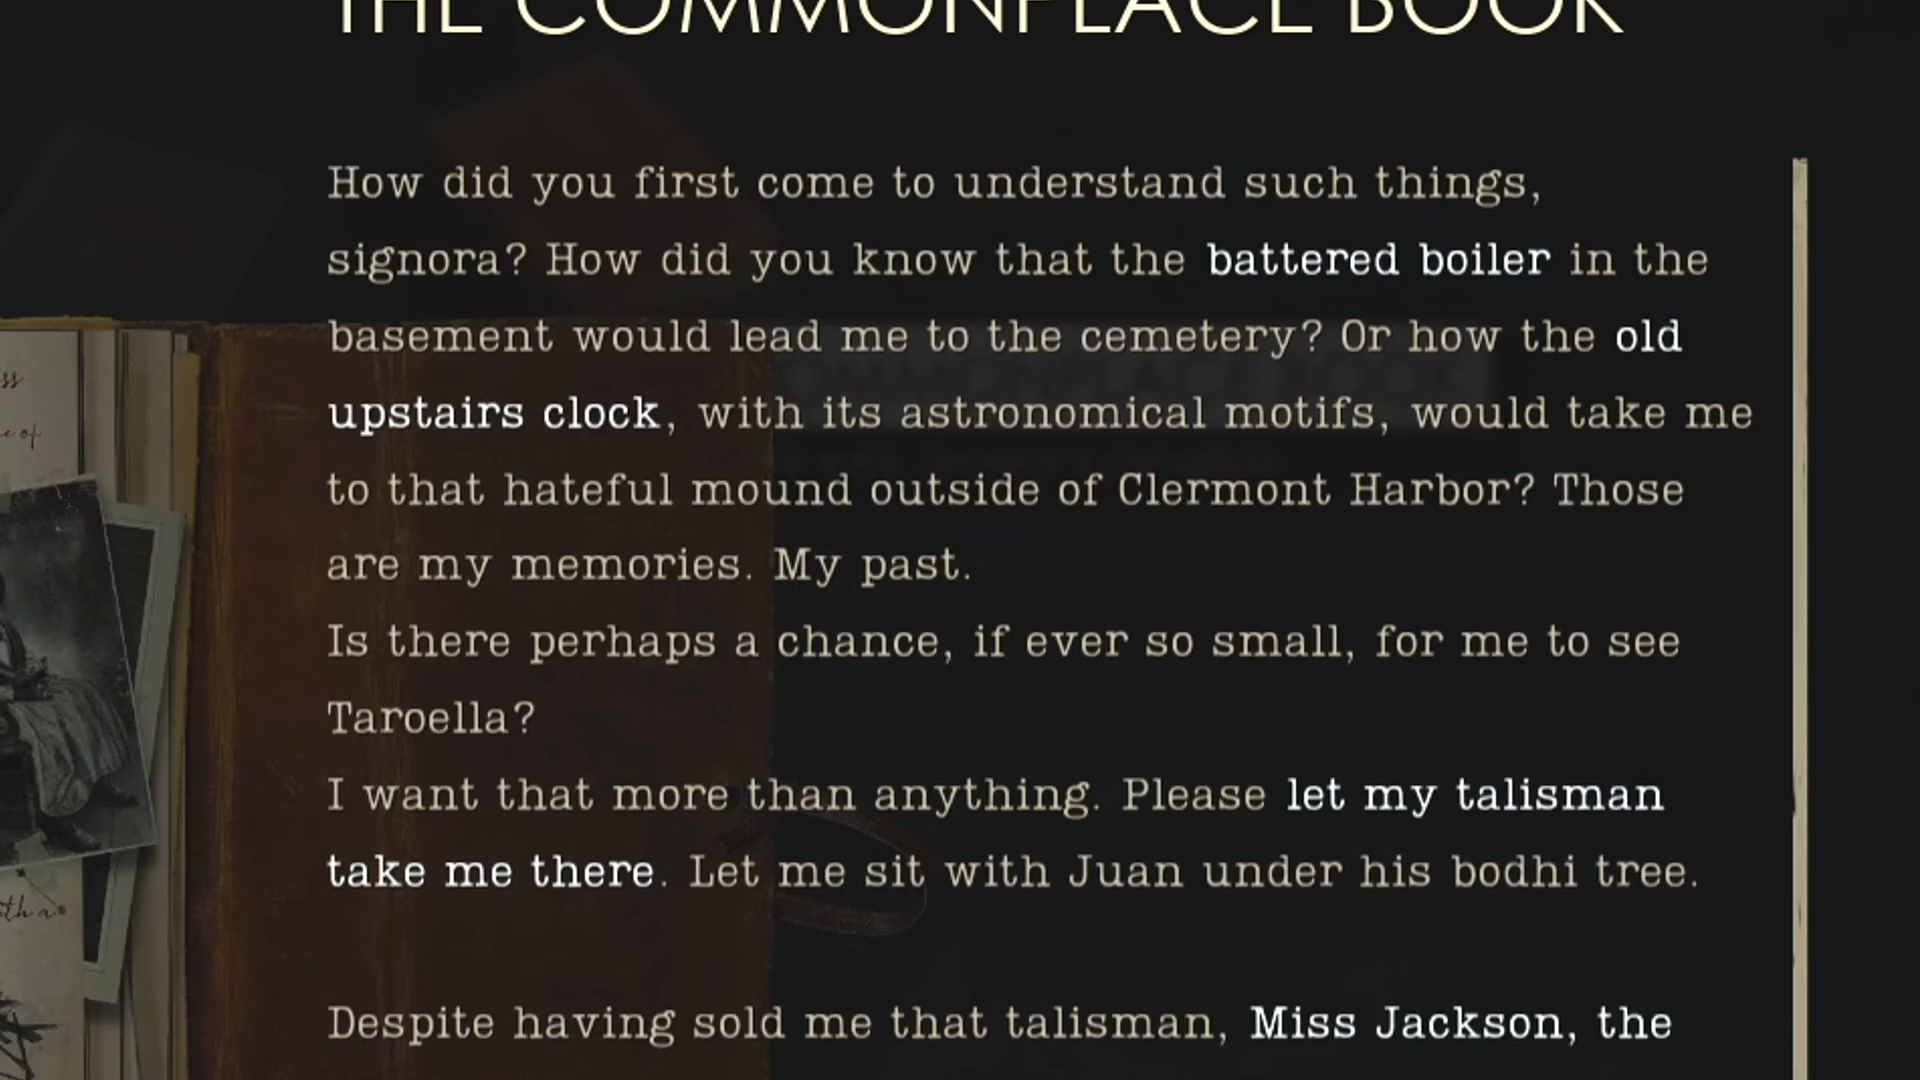 THE COMMONPLACE BOOK
How did you first come to understand such things,
signora? How did you know that the battered boiler in the
basement would lead me to the cemetery? Or how the old
upstairs clock, with its astronomical motifs, would take me
to that hateful mound outside of Clermont Harbor? Those
are my memories. My past.
Is there perhaps a chance, if ever so small, for me to see
Taroella?
I want that more than anything. Please let my talisman
take me there. Let me sit with Juan under his bodhi tree.
Despite having sold me that talisman, Miss Jackson, the